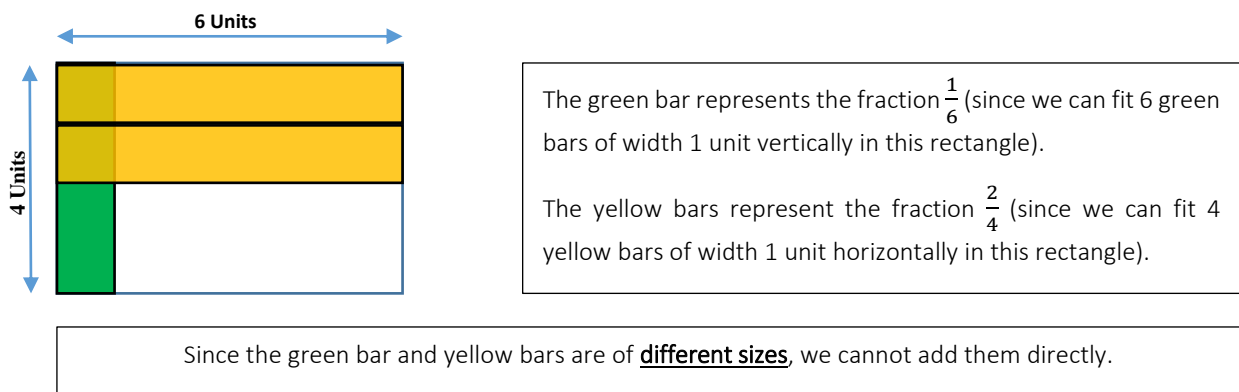 6 Units
4 Units
The green bar represents the fraction 1/6 (since we can fit 6 green
bars of width 1 unit vertically in this rectangle).
The yellow bars represent the fraction 2/4 (since we can fit 4
yellow bars of width 1 unit horizontally in this rectangle).
Since the green bar and yellow bars are of different sizes, we cannot add them directly.